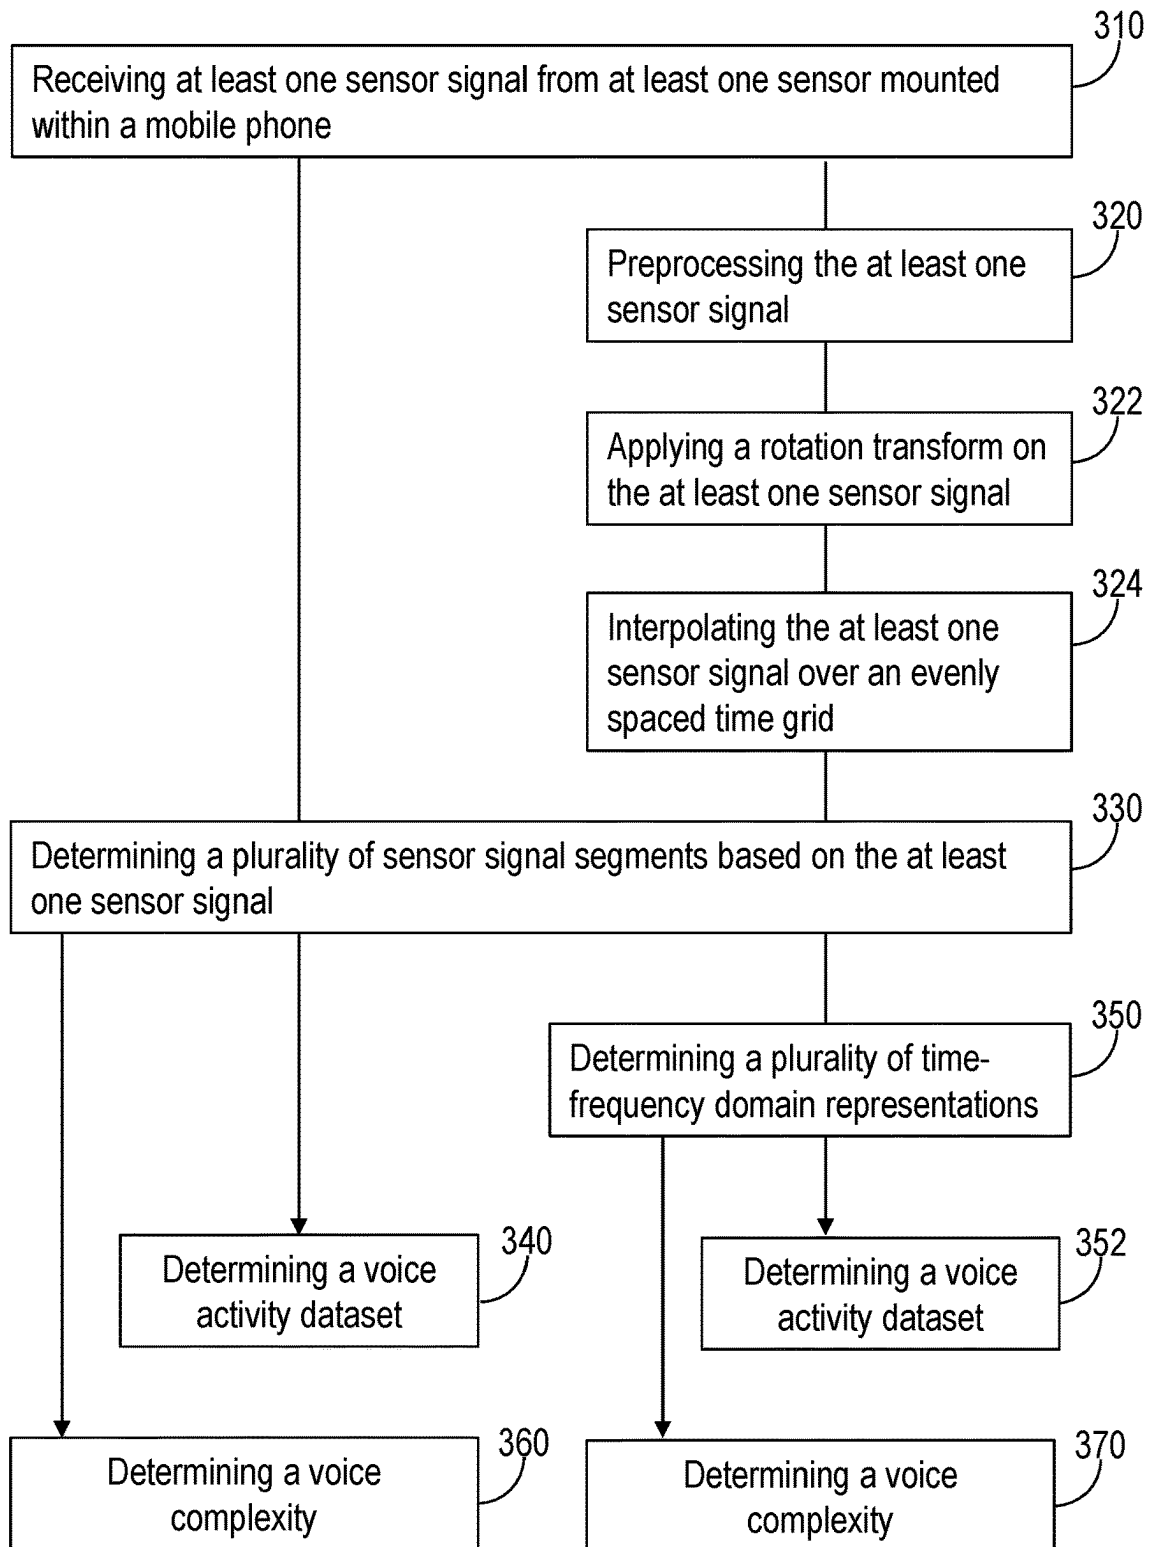 310
Receiving at least one sensor signal from at least one sensor mounted
within a mobile phone
320
Preprocessing the at least one
sensor signal
322
Applying a rotation transform on
the at least one sensor signal
324
Interpolating the at least one
sensor signal over an evenly
spaced time grid
330
Determining a plurality of sensor signal segments based on the at least
one sensor signal
350
Determining a plurality of time-
frequency domain representations
340
Determining a voice
activity dataset
352
Determining a voice
activity dataset
360
Determining a voice
complexity
370
Determining a voice
complexity